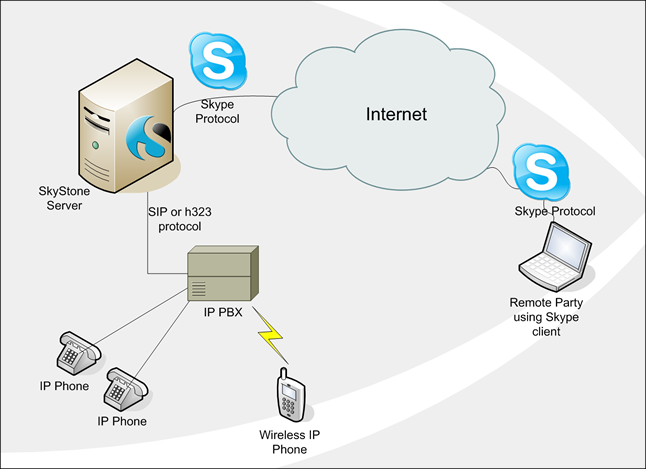 S
Skype
Protocol
Internet
S
SkyStone
Server
S
Skype Protocol
SIP or h323
protocol
IP PBX
Remote Party
using Skype
client
IP Phone
IP Phone
Wireless IP
Phone